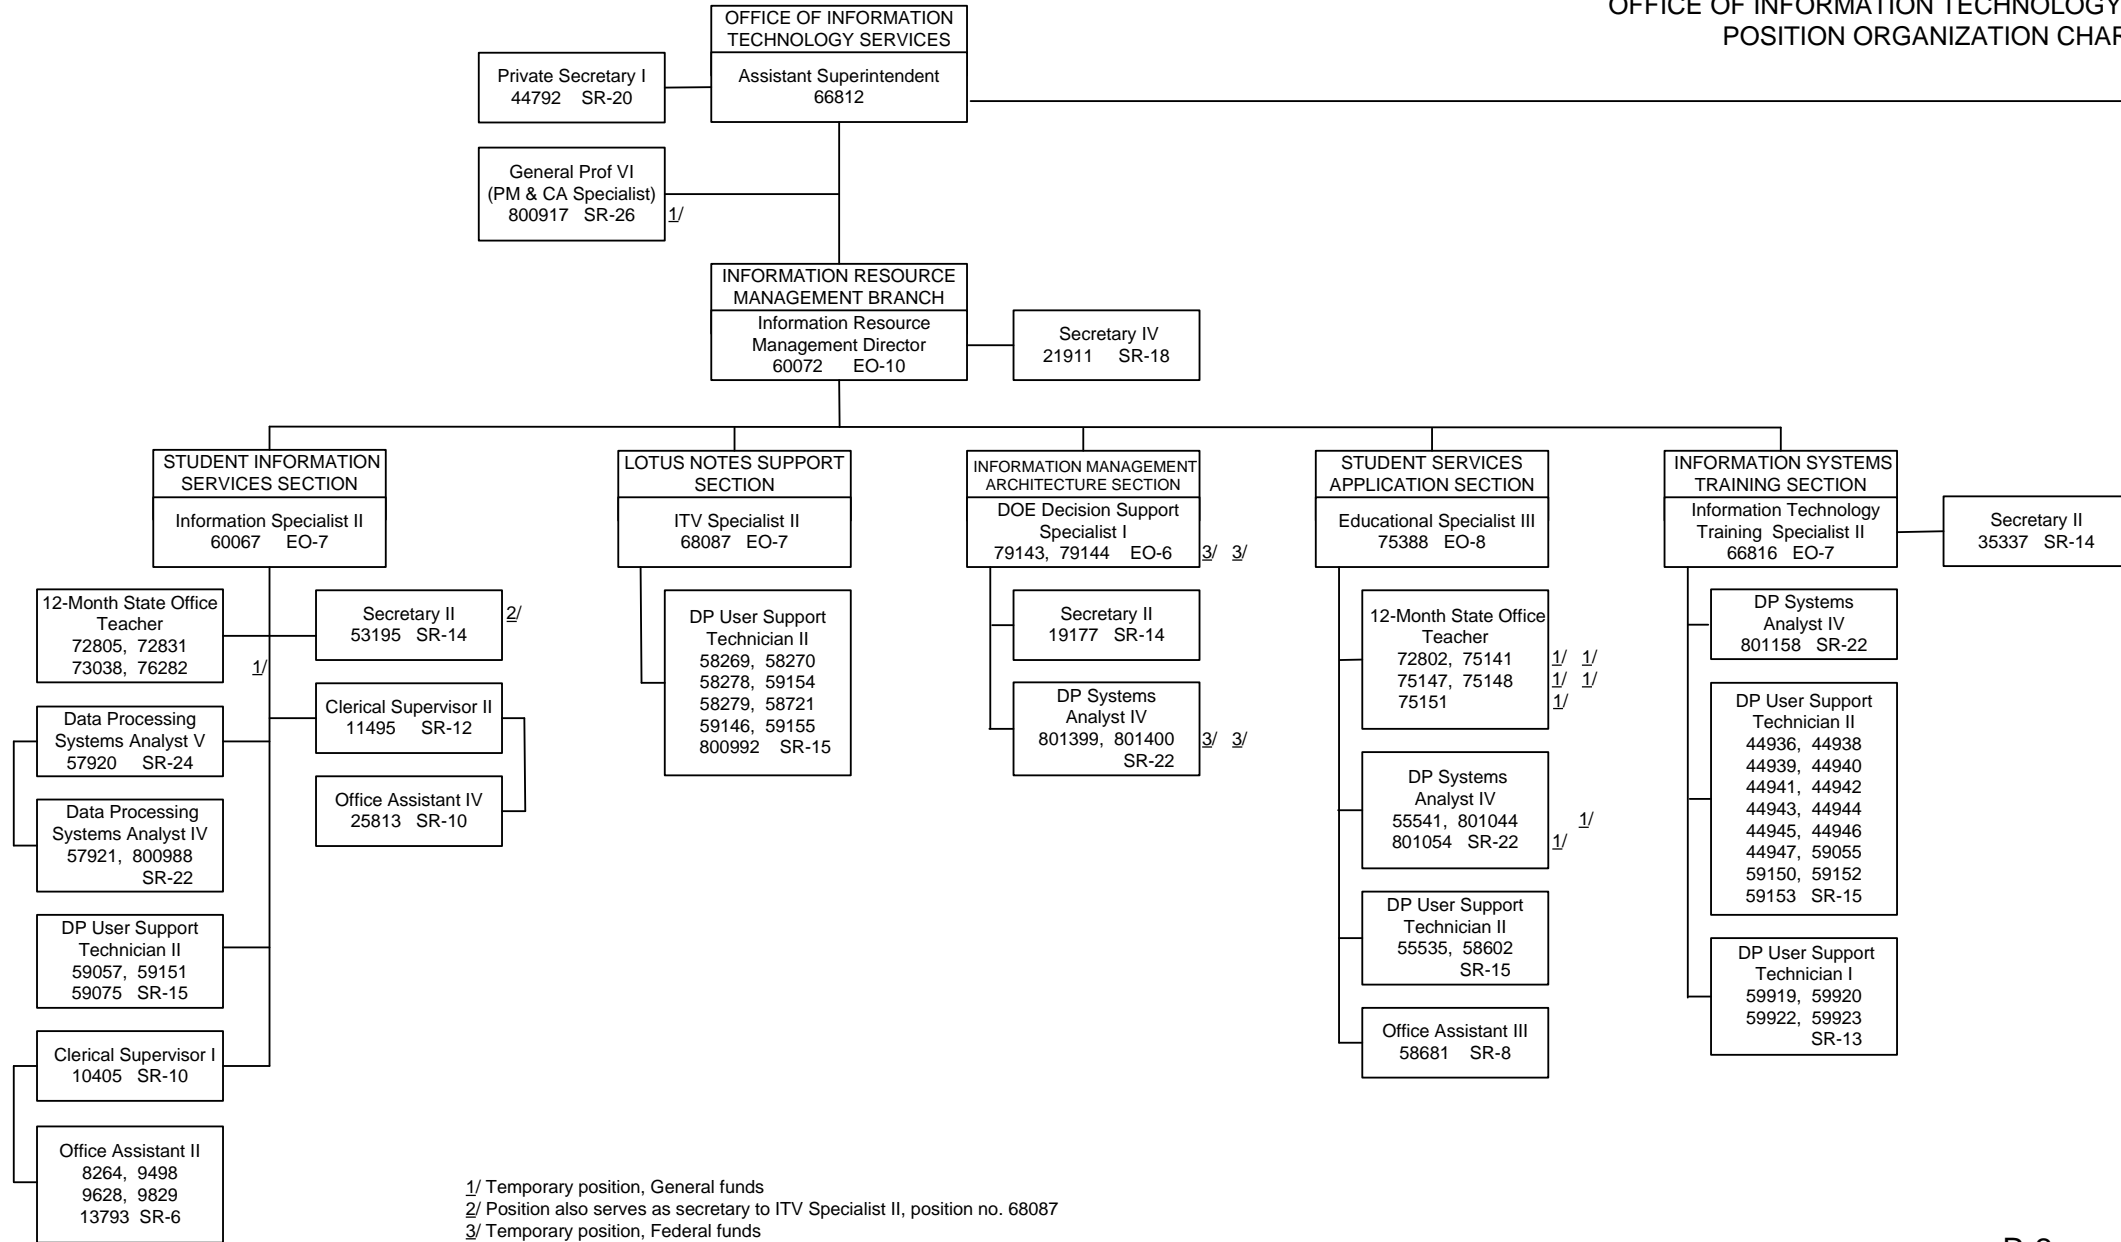 OFFICE OF INFORMATION TECHNOLOGY
POSITION ORGANIZATION CHAR
OFFICE OF INFORMATION
TECHNOLOGY SERVICES
Assistant Superintendent
66812
Private Secretary I
44792 SR-20
General Prof VI
(PM & CA Specialist)
800917 SR-26 1/
INFORMATION RESOURCE
MANAGEMENT BRANCH
Information Resource
Management Director
60072 EO-10
Secretary IV
21911 SR-18
STUDENT INFORMATION
SERVICES SECTION
Information Specialist II
60067 EO-7
12-Month State Office
Teacher
72805, 72831
73038, 76282 1/
Secretary II 2/
53195 SR-14
Data Processing
Systems Analyst V
57920 SR-24
Clerical Supervisor II
11495 SR-12
Data Processing
Systems Analyst IV
57921, 800988
SR-22
Office Assistant IV
25813 SR-10
DP User Support
Technician II
59057, 59151
59075 SR-15
Clerical Supervisor I
10405 SR-10
Office Assistant II
8264, 9498
9628, 9829
13793 SR-6
LOTUS NOTES SUPPORT
SECTION
ITV Specialist II
68087 EO-7
DP User Support
Technician II
58269, 58270
58278, 59154
58279, 58721
59146, 59155
800992 SR-15
INFORMATION MANAGEMENT
ARCHITECTURE SECTION
DOE Decision Support
Specialist I
79143, 79144 EO-6 3/ 3/
Secretary II
19177 SR-14
DP Systems
Analyst IV
801399, 801400 3/ 3/
SR-22
STUDENT SERVICES
APPLICATION SECTION
Educational Specialist III
75388 EO-8
12-Month State Office
Teacher
72802, 75141 1/ 1/
75147, 75148 1/ 1/
75151 1/
DP Systems
Analyst IV
55541, 801044 1/
801054 SR-22 1/
DP User Support
Technician II
55535, 58602
SR-15
Office Assistant III
58681 SR-8
INFORMATION SYSTEMS
TRAINING SECTION
Information Technology
Training Specialist II
66816 EO-7
Secretary II
35337 SR-14
DP Systems
Analyst IV
801158 SR-22
DP User Support
Technician II
44936, 44938
44939, 44940
44941, 44942
44943, 44944
44945, 44946
44947, 59055
59150, 59152
59153 SR-15
DP User Support
Technician I
59919, 59920
59922, 59923
SR-13
1/ Temporary position, General funds
2/ Position also serves as secretary to ITV Specialist II, position no. 68087
3/ Temporary position, Federal funds